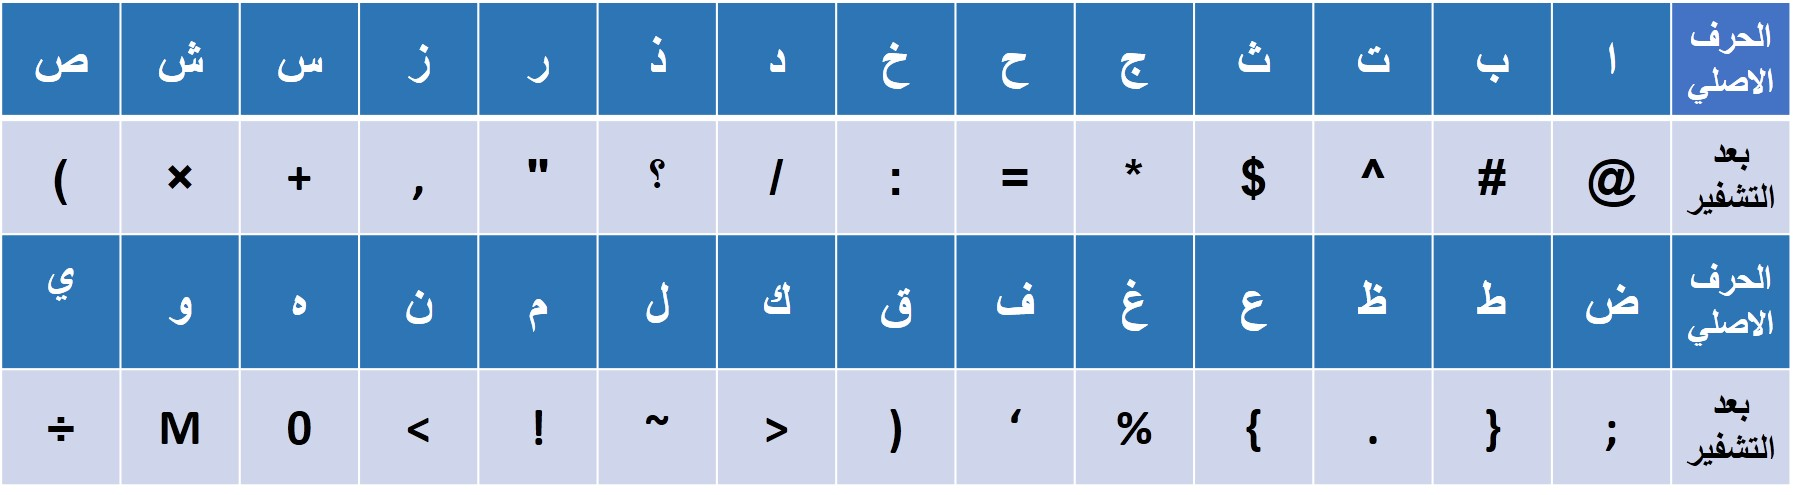 الحرف الاصلي ا ب ت ث ج ح خ د ذ ر ز س ش ص
بعد التشفير @ # ^ $ * = : / ؟ " , + × (
الحرف الاصلي ض ط ظ ع غ ف ق ك ل م ن ه و ي
بعد التشفير ; } . { % ‘ ) > ~ ! < 0 M ÷